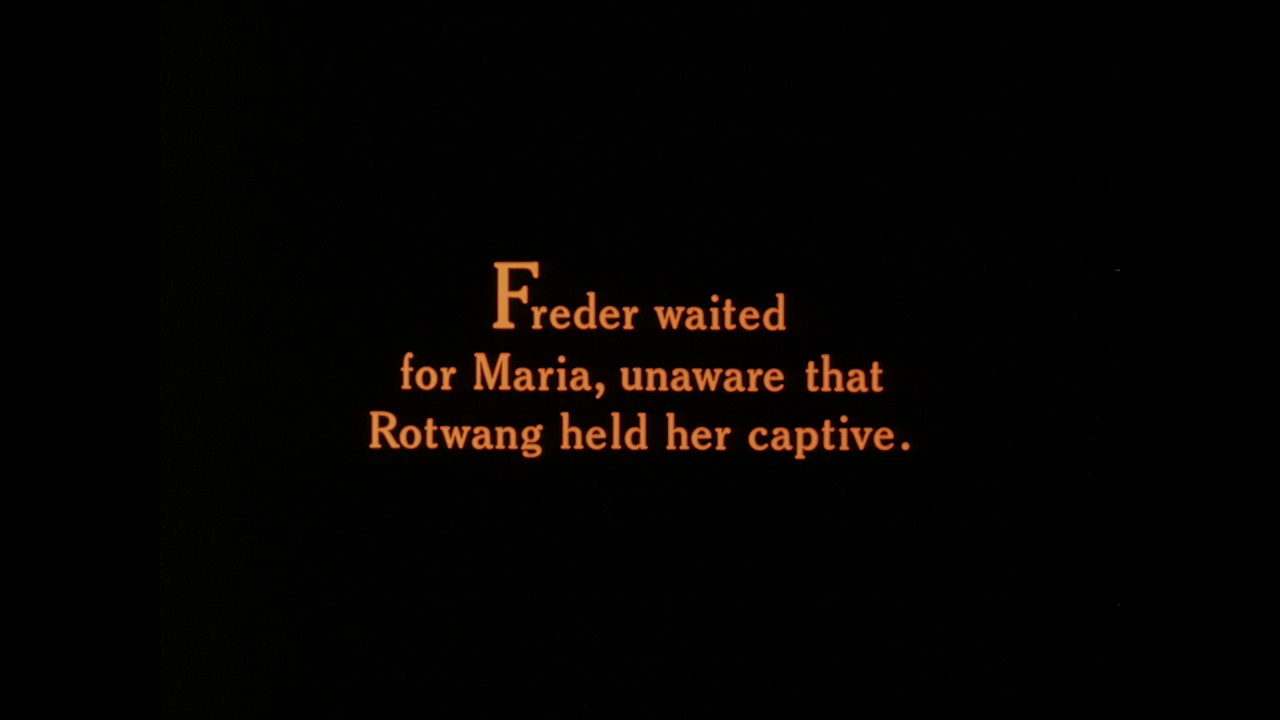 Freder waited
for Maria, unaware that
Rotwang held her captive.